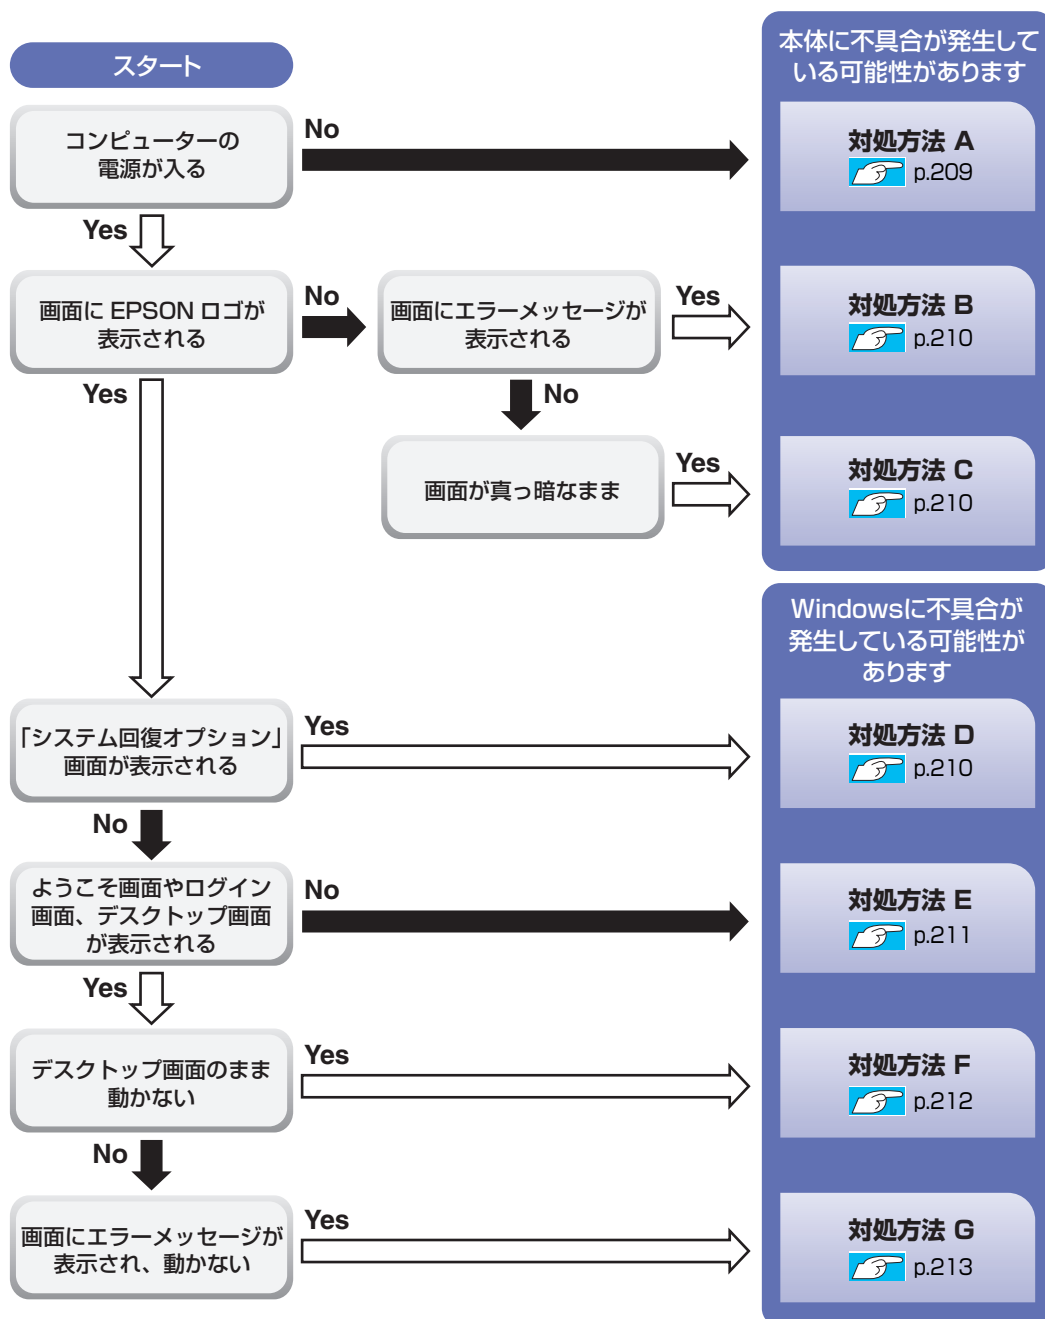 スタート
本体に不具合が発生して
いる可能性があります
コンピューターの
電源が入る
No
対処方法 A
p.209
Yes
画面に EPSON ロゴが
表示される
No
画面にエラーメッセージが
表示される
Yes
対処方法 B
p.210
Yes
No
画面が真っ暗なまま
Yes
対処方法 C
p.210
Windowsに不具合が
発生している可能性が
あります
「システム回復オプション」
画面が表示される
Yes
対処方法 D
p.210
No
ようこそ画面やログイン
画面、デスクトップ画面
が表示される
No
対処方法 E
p.211
Yes
デスクトップ画面のまま
動かない
Yes
対処方法 F
p.212
No
画面にエラーメッセージが
表示され、動かない
Yes
対処方法 G
p.213